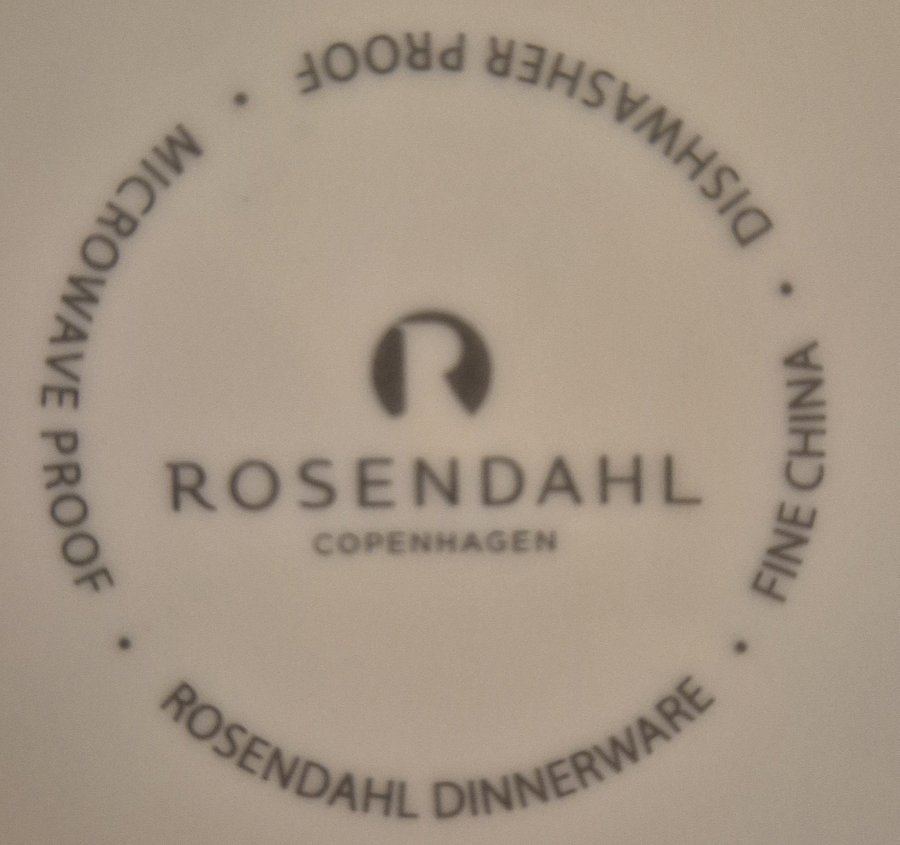 ROSENDAHL
COPENHAGEN
ROSENDAHL DINNERWARE • FINE CHINA • DISHWASHER PROOF • MICROWAVE PROOF •